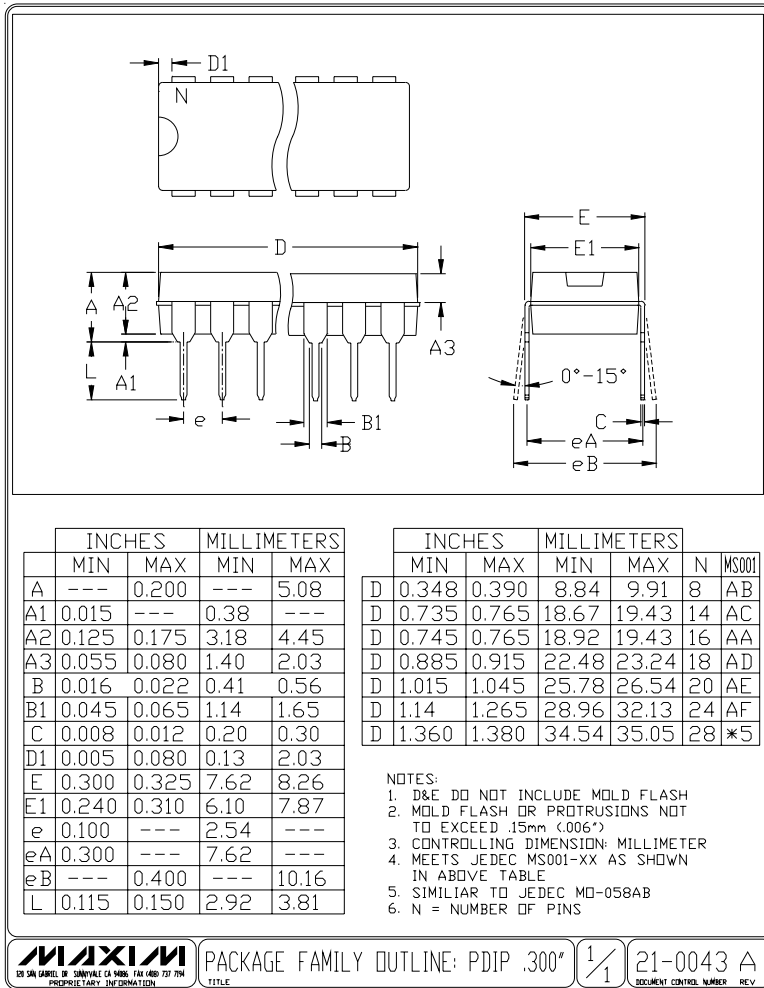 D1
N
D
E
E1
A
A2
A3
L
A1
0°-15°
e
B1
B
C
eA
eB
INCHES MILLIMETERS
MIN MAX MIN MAX
A --- 0.200 --- 5.08
A1 0.015 --- 0.38 ---
A2 0.125 0.175 3.18 4.45
A3 0.055 0.080 1.40 2.03
B 0.016 0.022 0.41 0.56
B1 0.045 0.065 1.14 1.65
C 0.008 0.012 0.20 0.30
D1 0.005 0.080 0.13 2.03
E 0.300 0.325 7.62 8.26
E1 0.240 0.310 6.10 7.87
e 0.100 --- 2.54 ---
eA 0.300 --- 7.62 ---
eB --- 0.400 --- 10.16
L 0.115 0.150 2.92 3.81
INCHES MILLIMETERS
MIN MAX MIN MAX N MS001
D 0.348 0.390 8.84 9.91 8 AB
D 0.735 0.765 18.67 19.43 14 AC
D 0.745 0.765 18.92 19.43 16 AA
D 0.885 0.915 22.48 23.24 18 AD
D 1.015 1.045 25.78 26.54 20 AE
D 1.14 1.265 28.96 32.13 24 AF
D 1.360 1.380 34.54 35.05 28 *5
NOTES:
1. D&E DO NOT INCLUDE MOLD FLASH
2. MOLD FLASH OR PROTRUSIONS NOT
TO EXCEED .15mm (.006")
3. CONTROLLING DIMENSION: MILLIMETER
4. MEETS JEDEC MS001-XX AS SHOWN
IN ABOVE TABLE
5. SIMILIAR TO JEDEC MO-058AB
6. N = NUMBER OF PINS
MAXIM
120 SAN GABRIEL DR SUNNYVALE CA 94086 FAX (408) 737 7194
PROPRIETARY INFORMATION
PACKAGE FAMILY OUTLINE: PDIP .300"
TITLE
1/1
21-0043 A
DOCUMENT CONTROL NUMBER REV